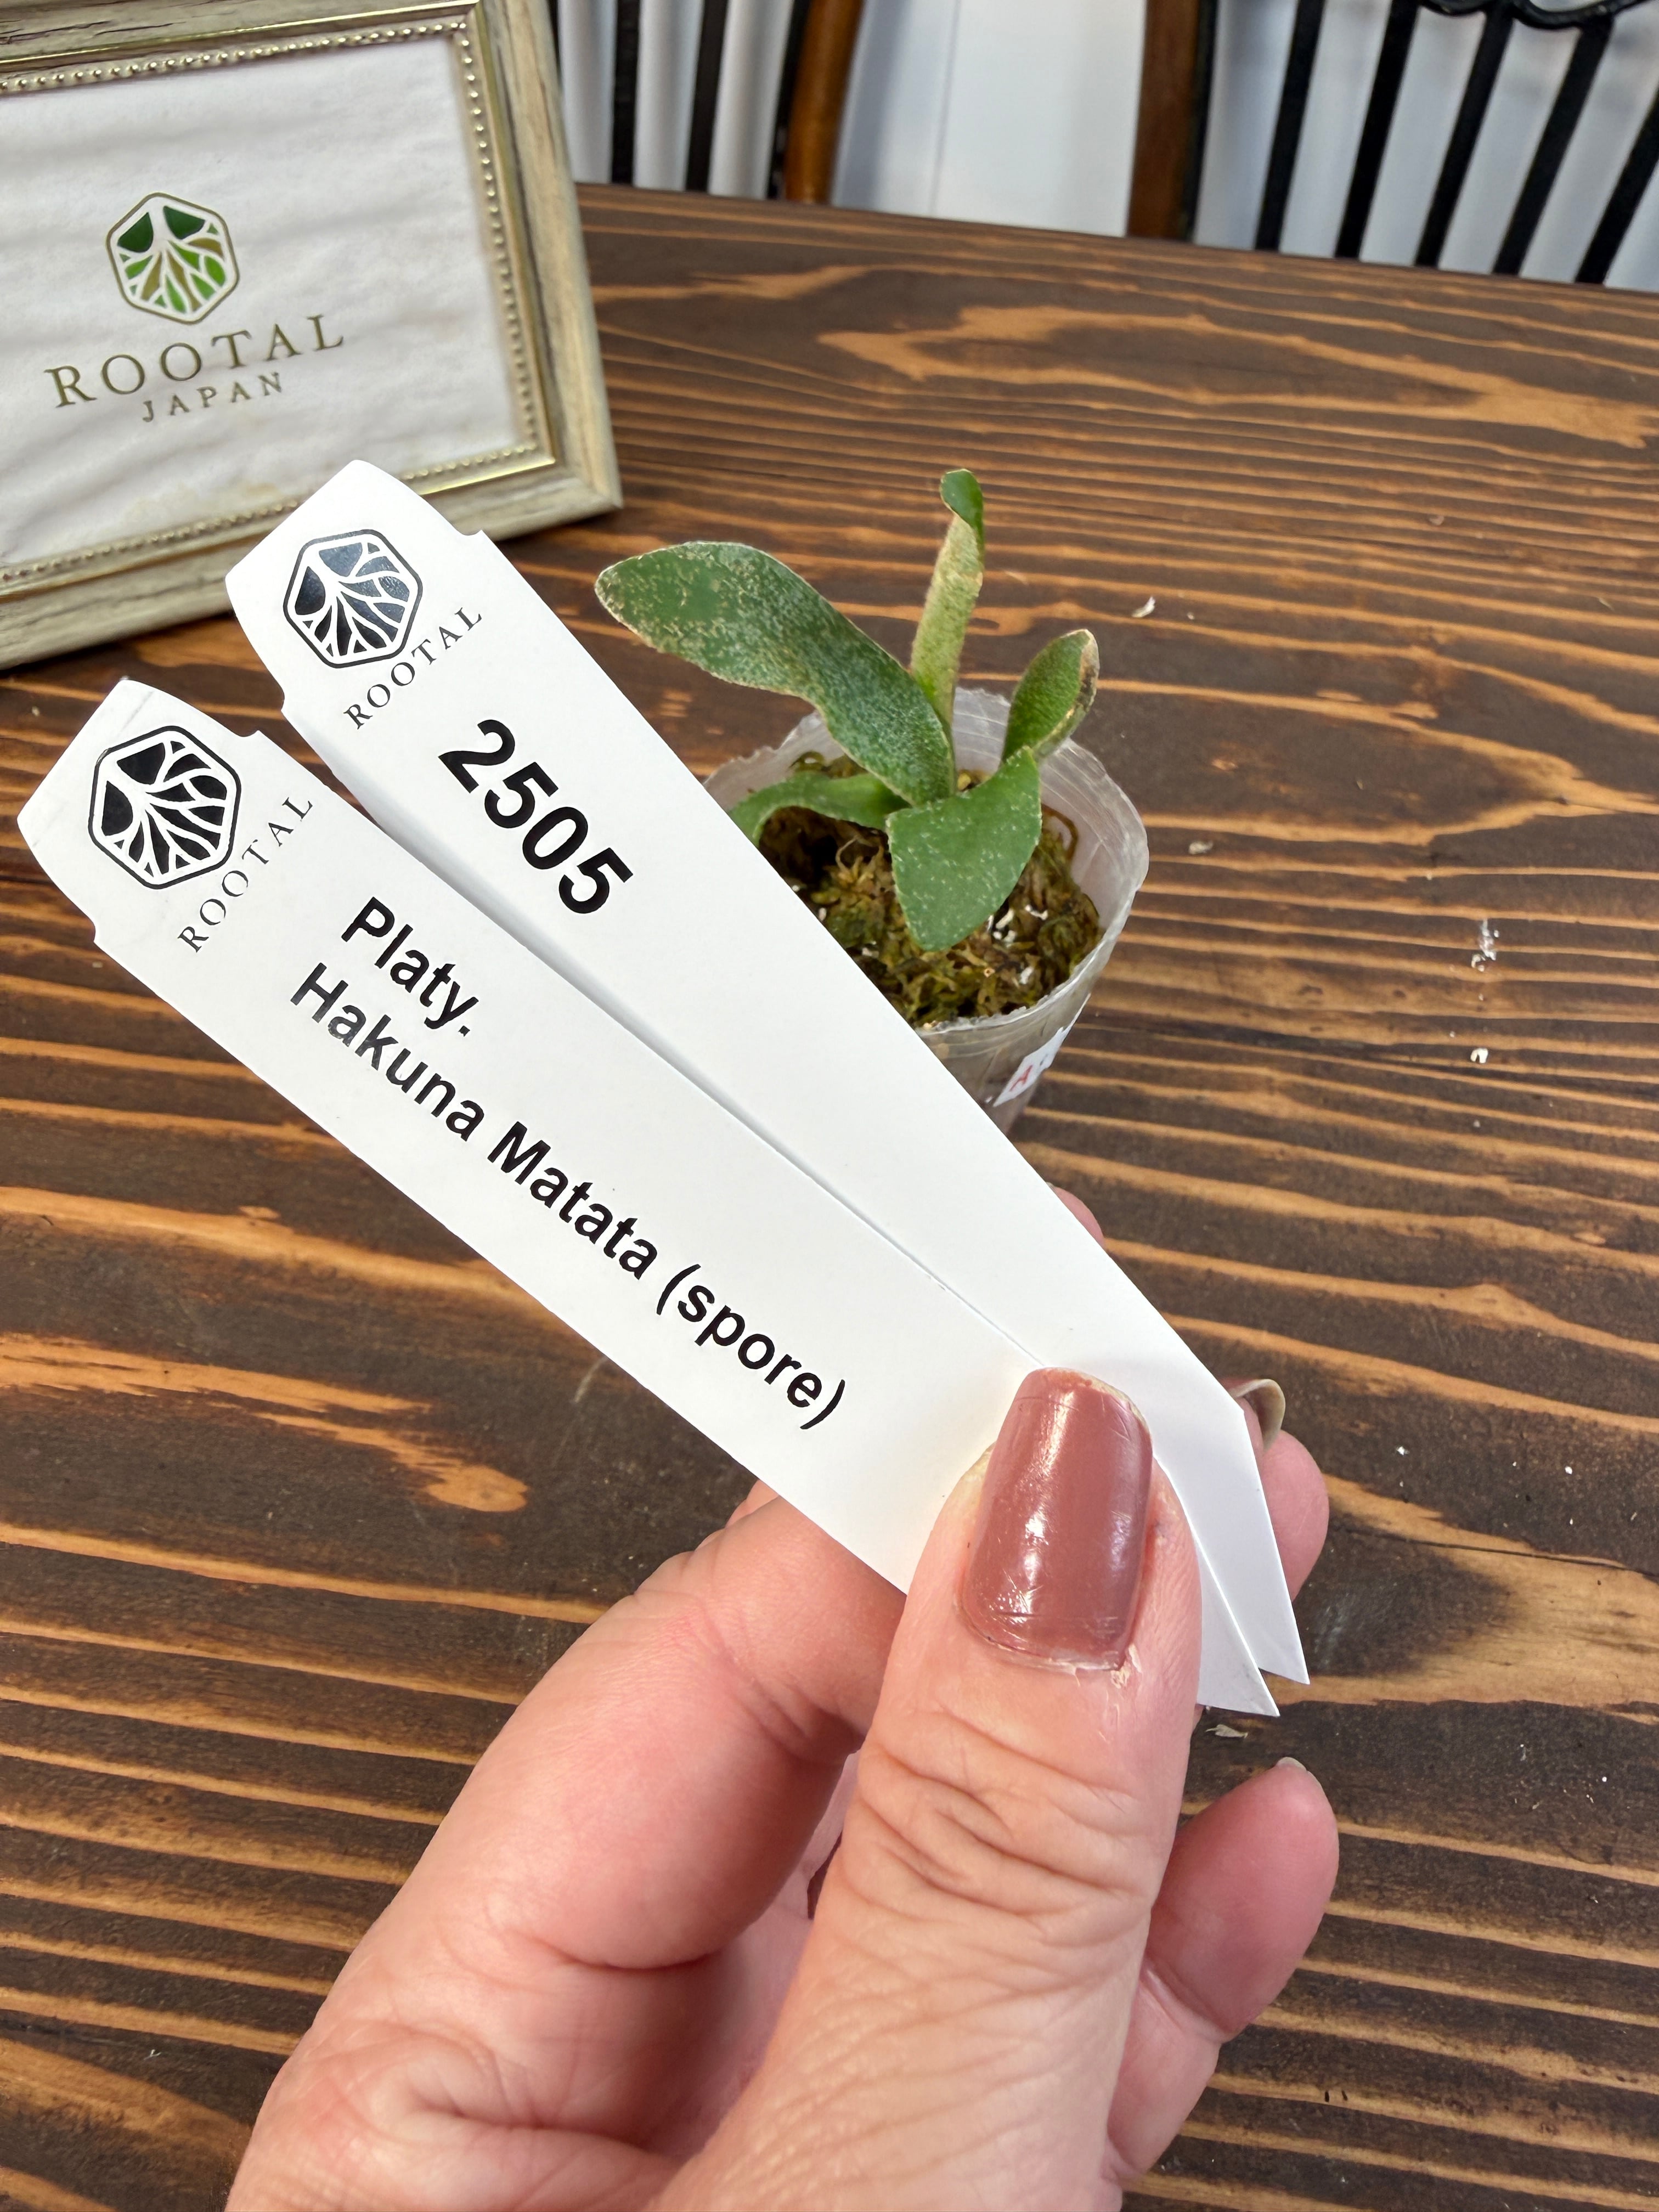 ROOTAL
JAPAN
ROOTAL
2505
ROOTAL
Platy.
Hakuna Matata (spore)